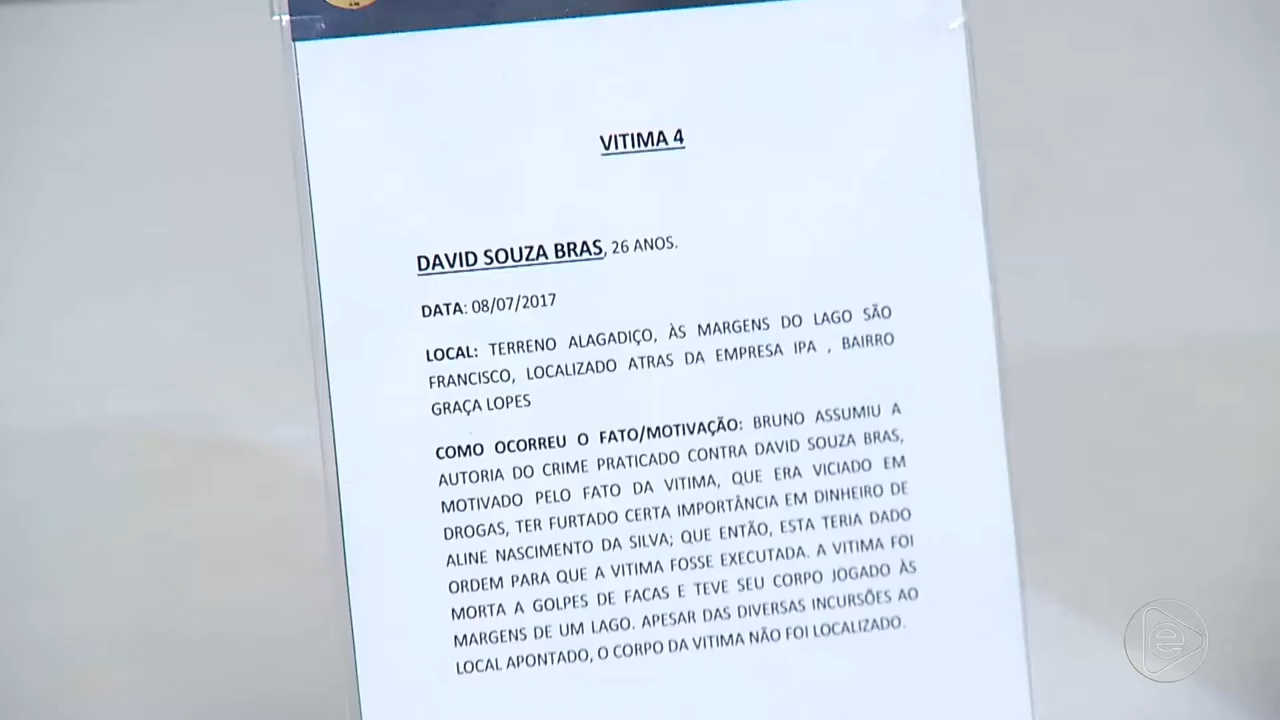 VITIMA 4
DAVID SOUZA BRAS, 26 ANOS.
DATA: 08/07/2017
LOCAL: TERRENO ALAGADIÇO, ÀS MARGENS DO LAGO SÃO
FRANCISCO, LOCALIZADO ATRAS DA EMPRESA IPA , BAIRRO
GRAÇA LOPES
COMO OCORREU O FATO/MOTIVAÇÃO: BRUNO ASSUMIU A
AUTORIA DO CRIME PRATICADO CONTRA DAVID SOUZA BRAS,
MOTIVADO PELO FATO DA VITIMA, QUE ERA VICIADO EM
DROGAS, TER FURTADO CERTA IMPORTÂNCIA EM DINHEIRO DE
ALINE NASCIMENTO DA SILVA; QUE ENTÃO, ESTA TERIA DADO
ORDEM PARA QUE A VITIMA FOSSE EXECUTADA. A VITIMA FOI
MORTA A GOLPES DE FACAS E TEVE SEU CORPO JOGADO ÀS
MARGENS DE UM LAGO. APESAR DAS DIVERSAS INCURSÕES AO
LOCAL APONTADO, O CORPO DA VITIMA NÃO FOI LOCALIZADO.
e